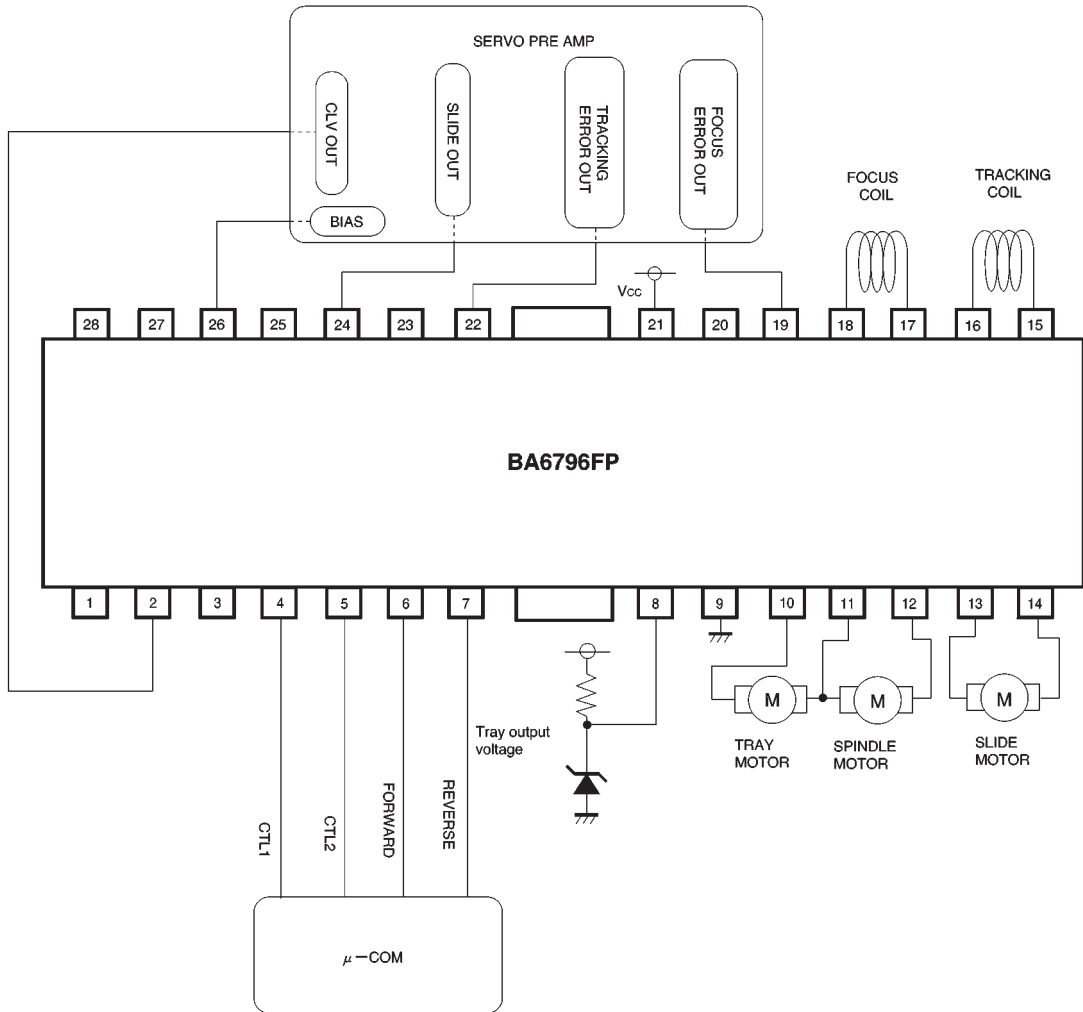 SERVO PRE AMP
CLV OUT
SLIDE OUT
TRACKING
ERROR OUT
FOCUS
ERROR OUT
BIAS
FOCUS
COIL
TRACKING
COIL
Vcc
28 27 26 25 24 23 22 21 20 19 18 17 16 15
BA6796FP
1 2 3 4 5 6 7 8 9 10 11 12 13 14
M M M
TRAY
MOTOR
SPINDLE
MOTOR
SLIDE
MOTOR
Tray output
voltage
CTL1
CTL2
FORWARD
REVERSE
μ-COM